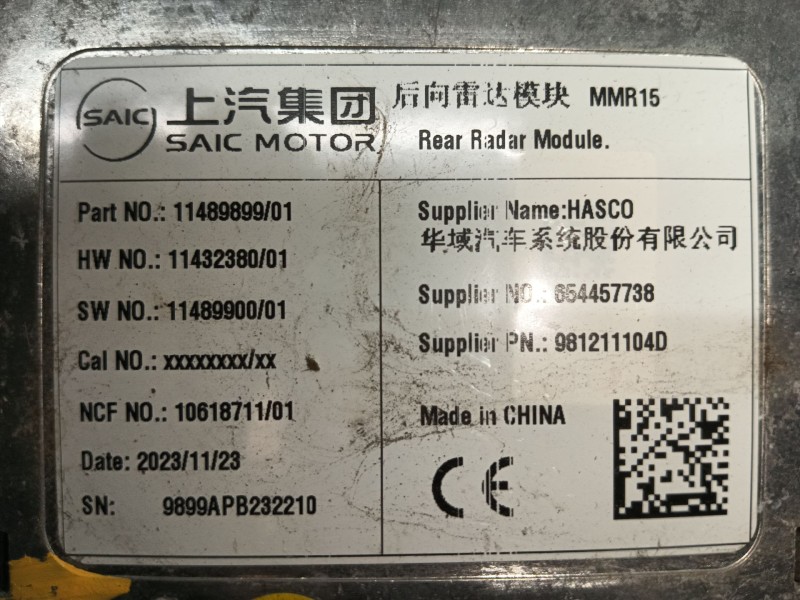 SAIC 上汽集团
SAIC MOTOR
后向雷达模块 MMR15
Rear Radar Module.
Part NO.: 11489899/01
HW NO.: 11432380/01
SW NO.: 11489900/01
Cal NO.: xxxxxxxx/xx
NCF NO.: 10618711/01
Date: 2023/11/23
SN: 9899APB232210
Supplier Name:HASCO
华域汽车系统股份有限公司
Supplier NO.: 654457738
Supplier PN.: 981211104D
Made in CHINA
CE